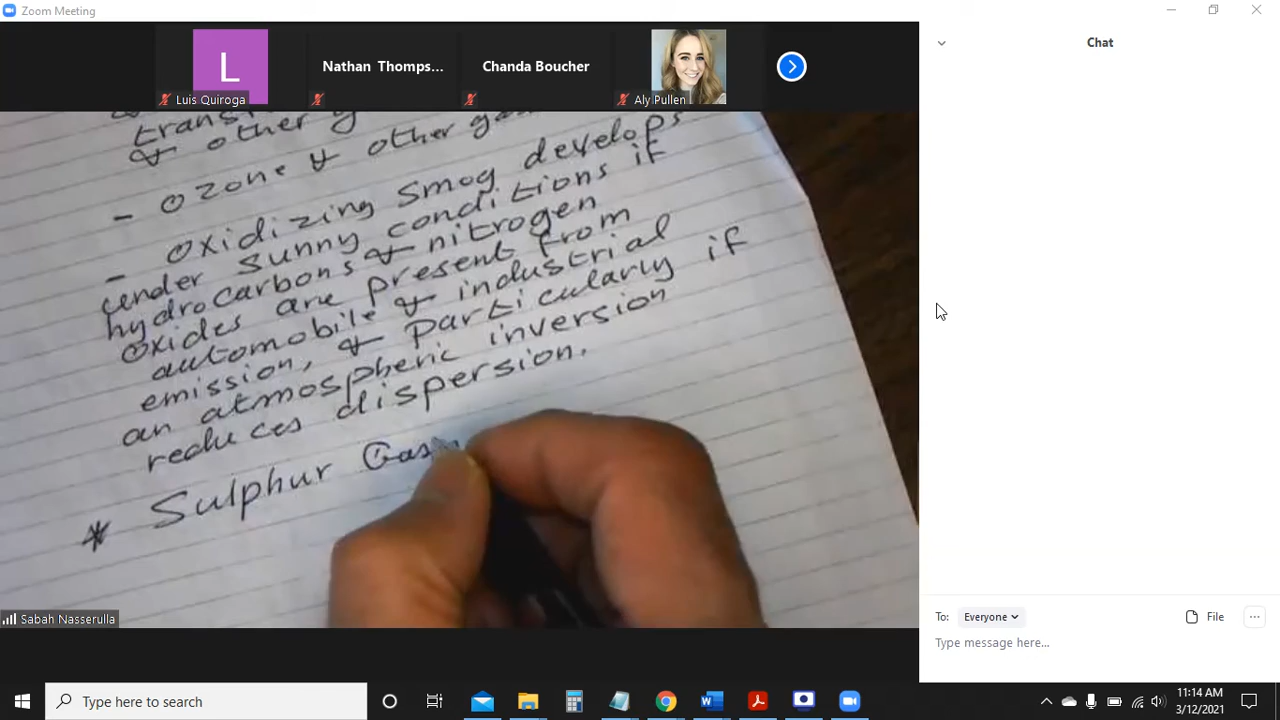 Zoom Meeting
Chat
L
Nathan Thomps...
Chanda Boucher
Luis Quiroga
Aly Pullen
& other
- Ozone & other
- Oxidizing Smog develops
under sunny conditions if
hydrocarbons & nitrogen
oxides are present from
automobile & industrial
emission, & particularly if
an atmospheric inversion
reduces dispersion.
* Sulphur Gas
Sabah Nasserulla
To: Everyone
File
Type message here...
Type here to search
11:14 AM
3/12/2021